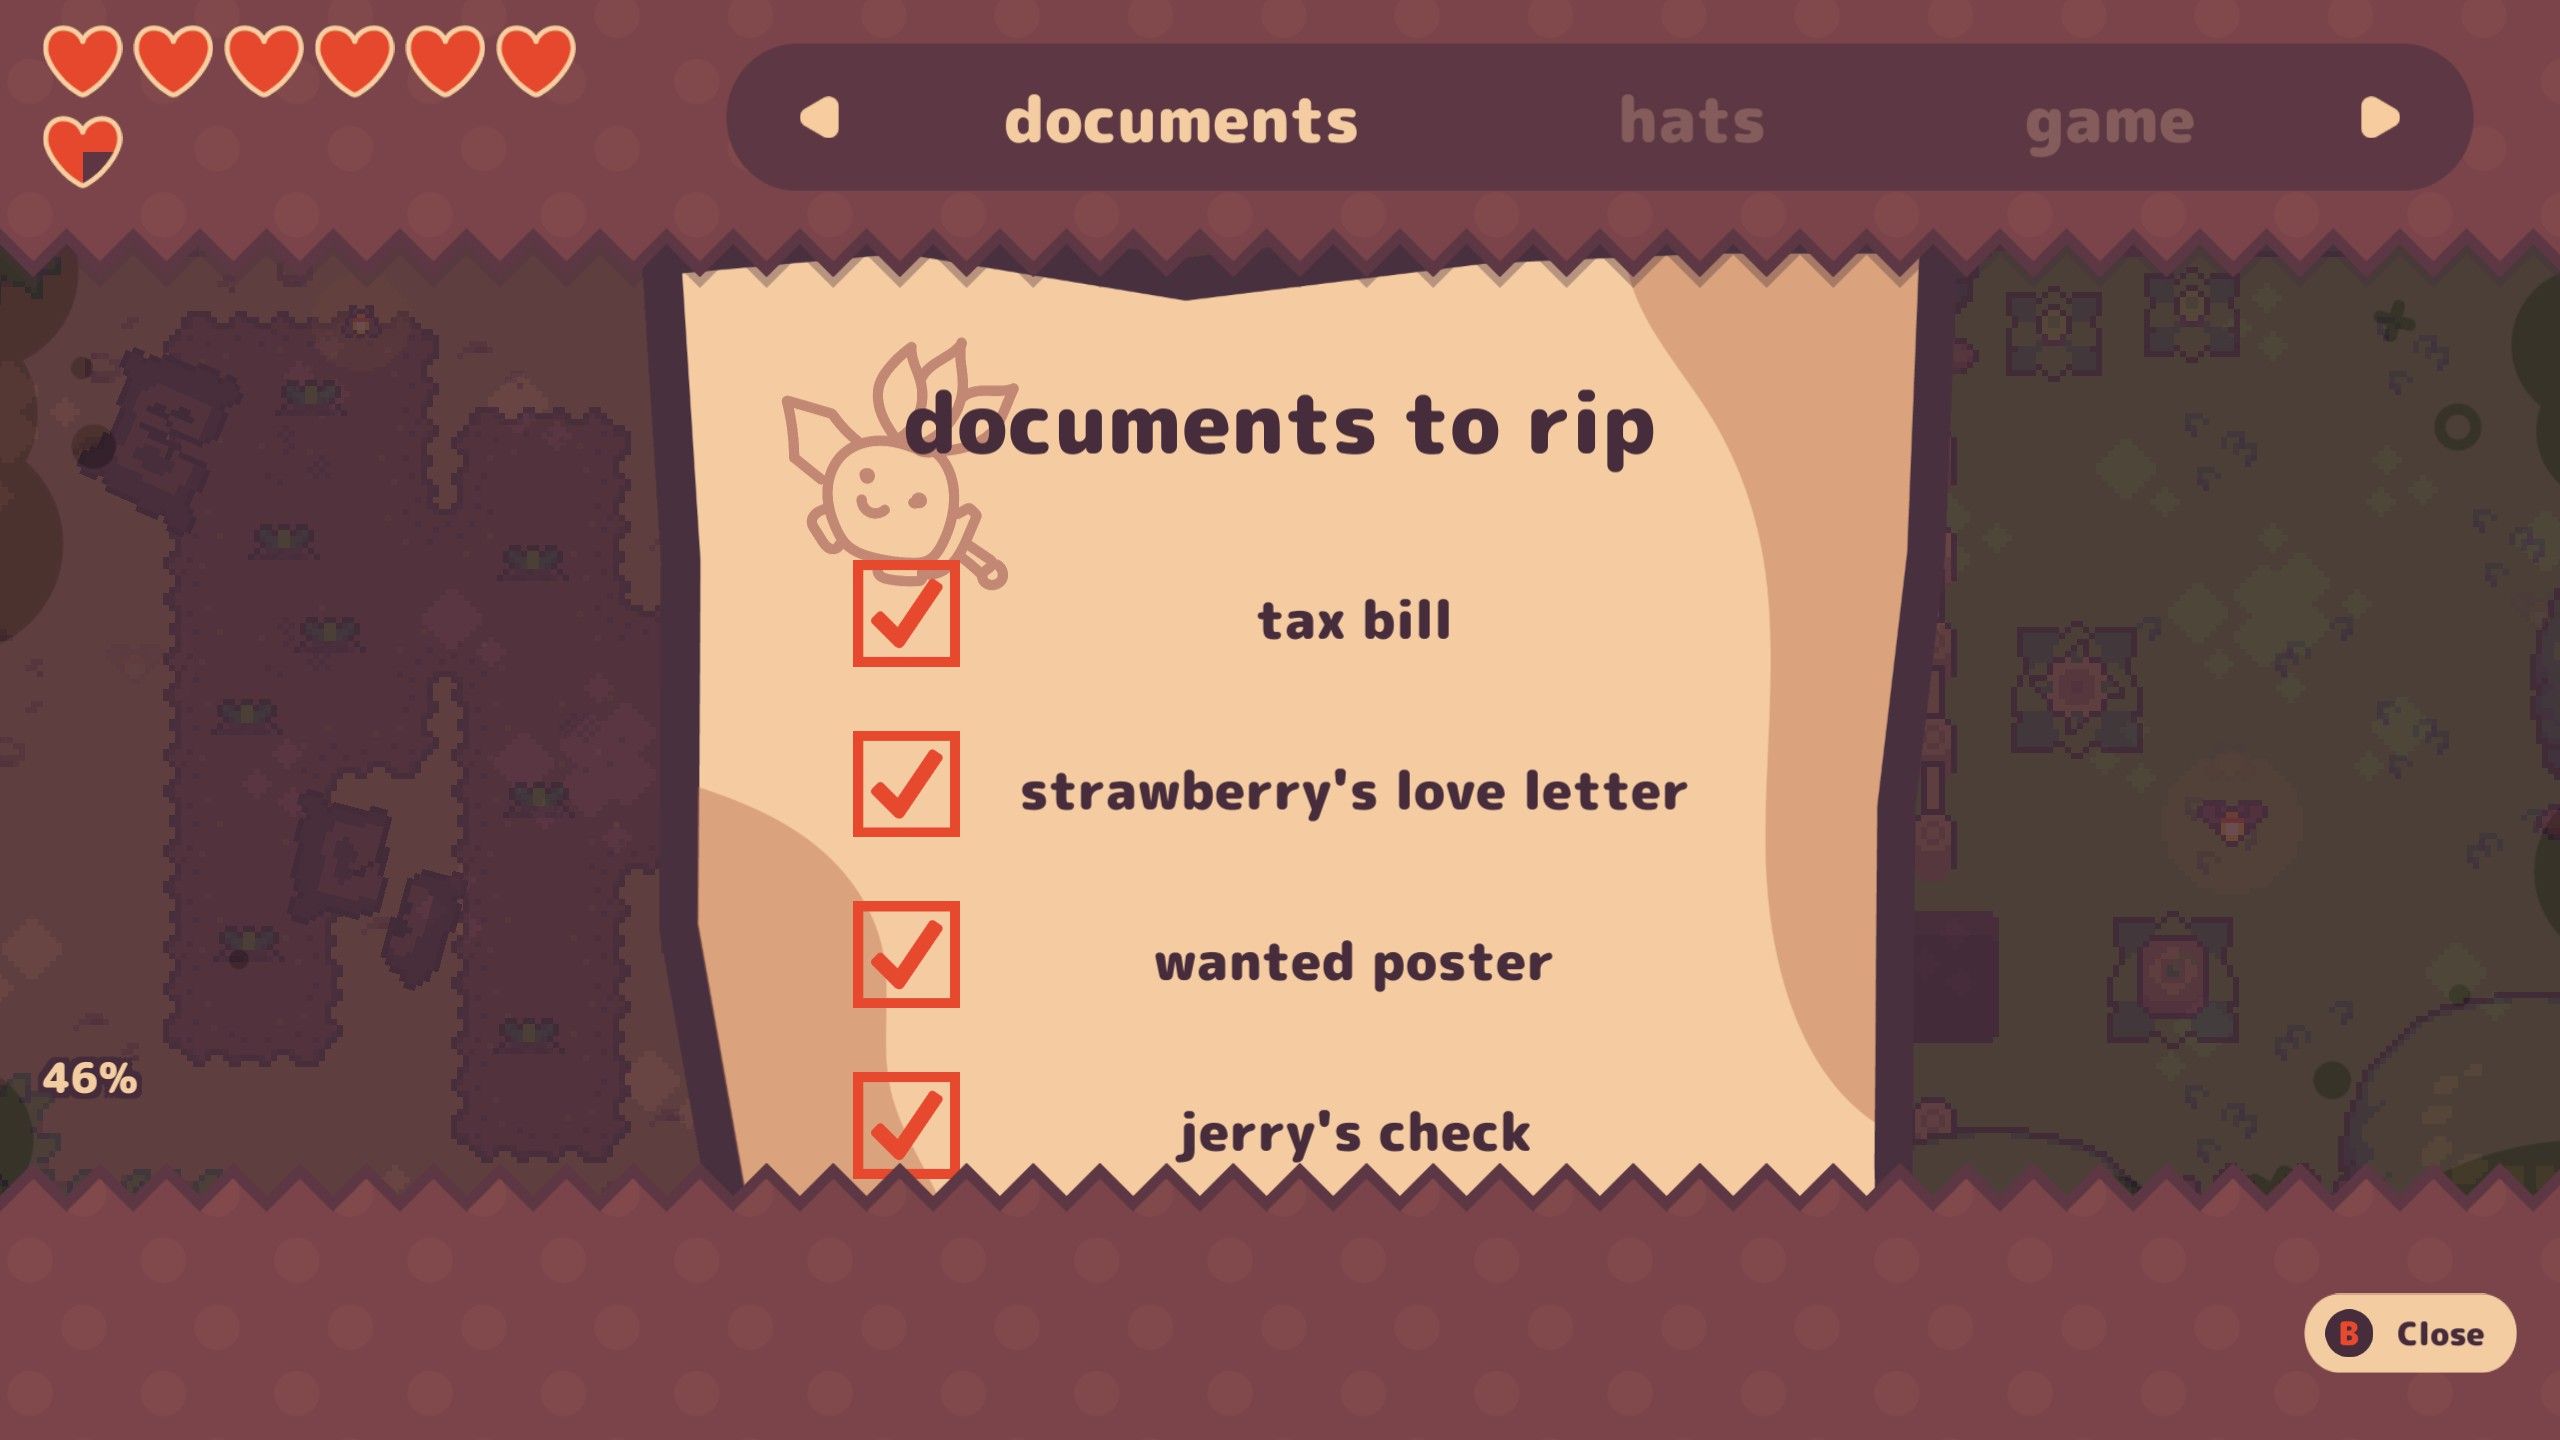 documents hats game
documents to rip
tax bill
strawberry's love letter
wanted poster
jerry's check
46%
B Close